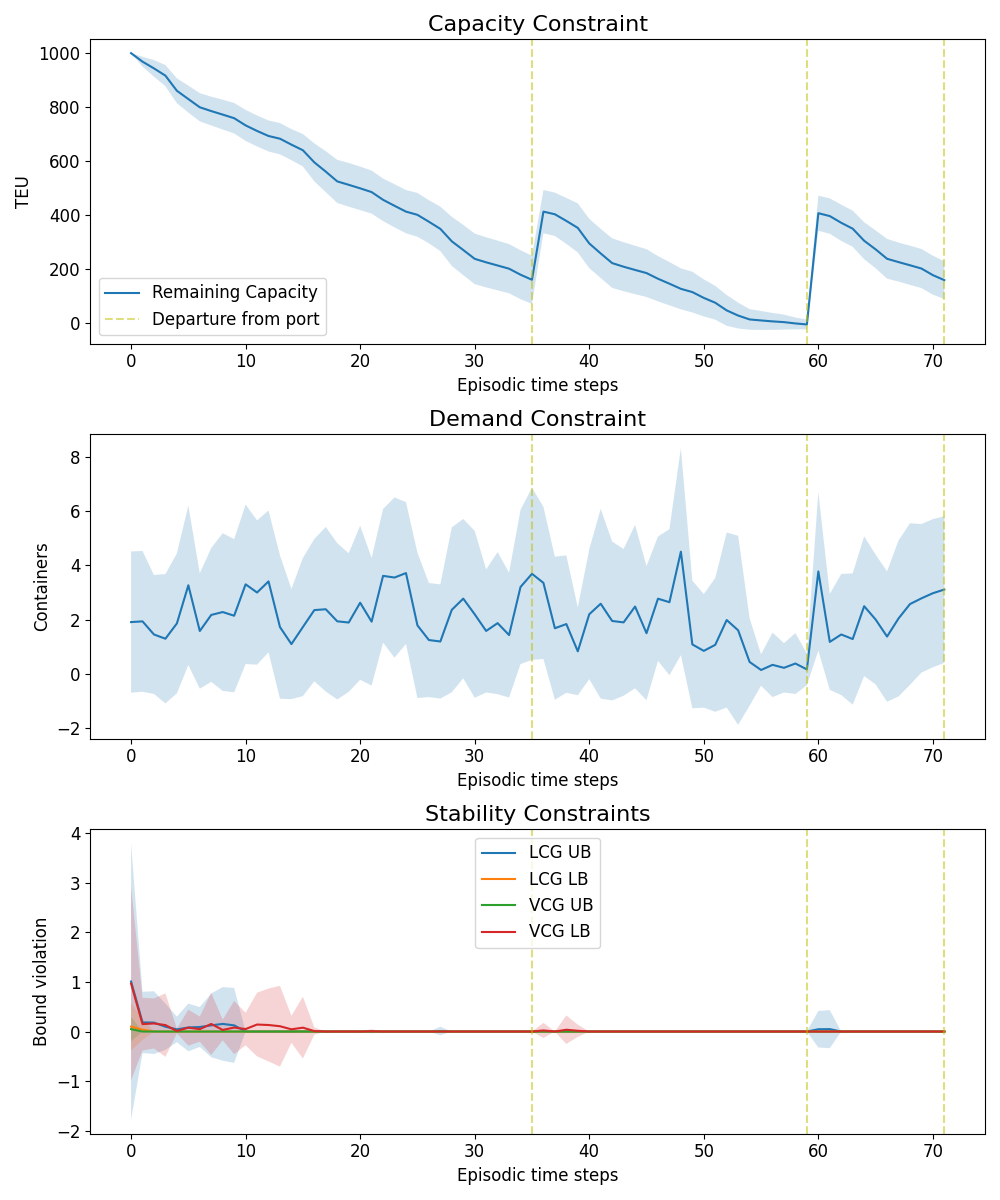 Capacity Constraint
1000
800
600
400
200
0
TEU
Remaining Capacity
Departure from port
0 10 20 30 40 50 60 70
Episodic time steps
Demand Constraint
8
6
4
2
0
−2
Containers
0 10 20 30 40 50 60 70
Episodic time steps
Stability Constraints
4
3
2
1
0
−1
−2
Bound violation
LCG UB
LCG LB
VCG UB
VCG LB
0 10 20 30 40 50 60 70
Episodic time steps